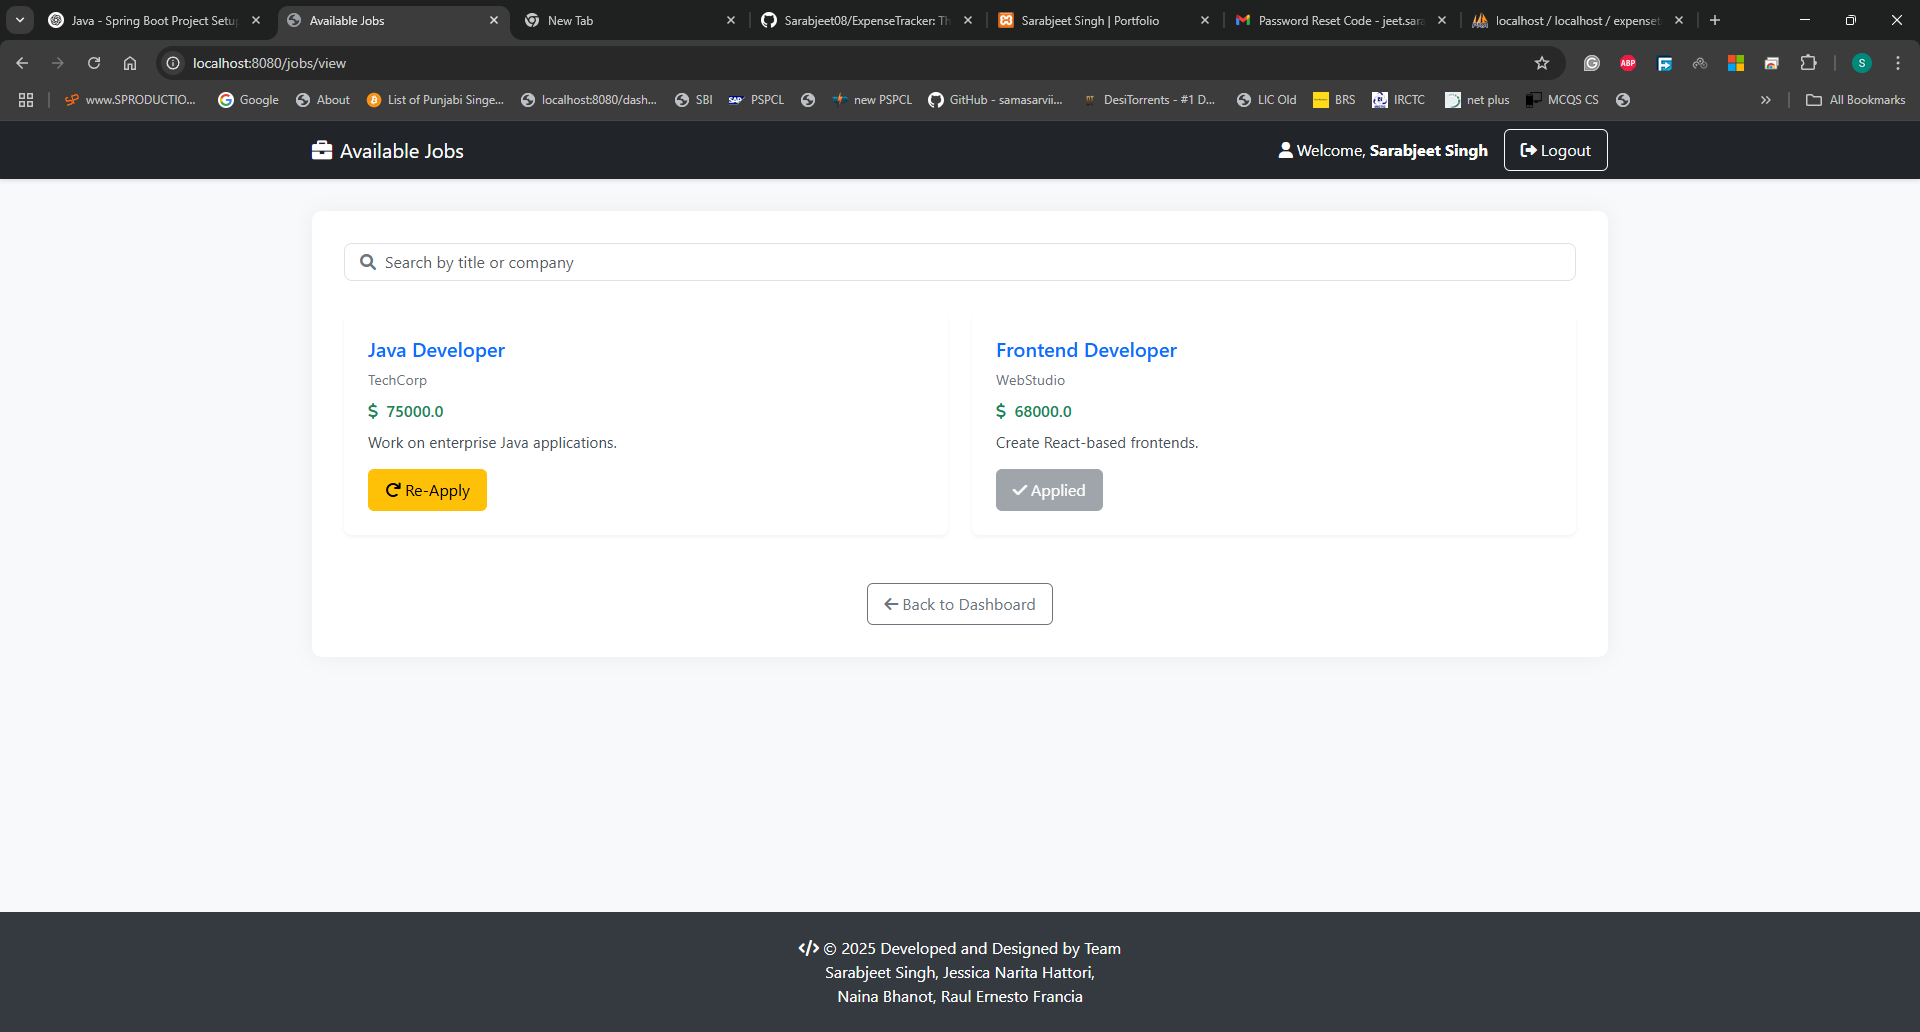 Java - Spring Boot Project Setup
Available Jobs
New Tab
Sarabjeet08/ExpenseTracker: Th
Sarabjeet Singh | Portfolio
Password Reset Code - jeet.sara
localhost / localhost / expenset
localhost:8080/jobs/view
ABP
S
www.SPRODUCTIO...
Google
About
List of Punjabi Singe...
localhost:8080/dash...
SBI
SAP
PSPCL
new PSPCL
GitHub - samasarvii...
DesiTorrents - #1 D...
LIC Old
BRS
IRCTC
net plus
MCQS CS
All Bookmarks
Available Jobs
Welcome, Sarabjeet Singh
Logout
Search by title or company
Java Developer
TechCorp
$ 75000.0
Work on enterprise Java applications.
Re-Apply
Frontend Developer
WebStudio
$ 68000.0
Create React-based frontends.
Applied
Back to Dashboard
</> © 2025 Developed and Designed by Team
Sarabjeet Singh, Jessica Narita Hattori,
Naina Bhanot, Raul Ernesto Francia